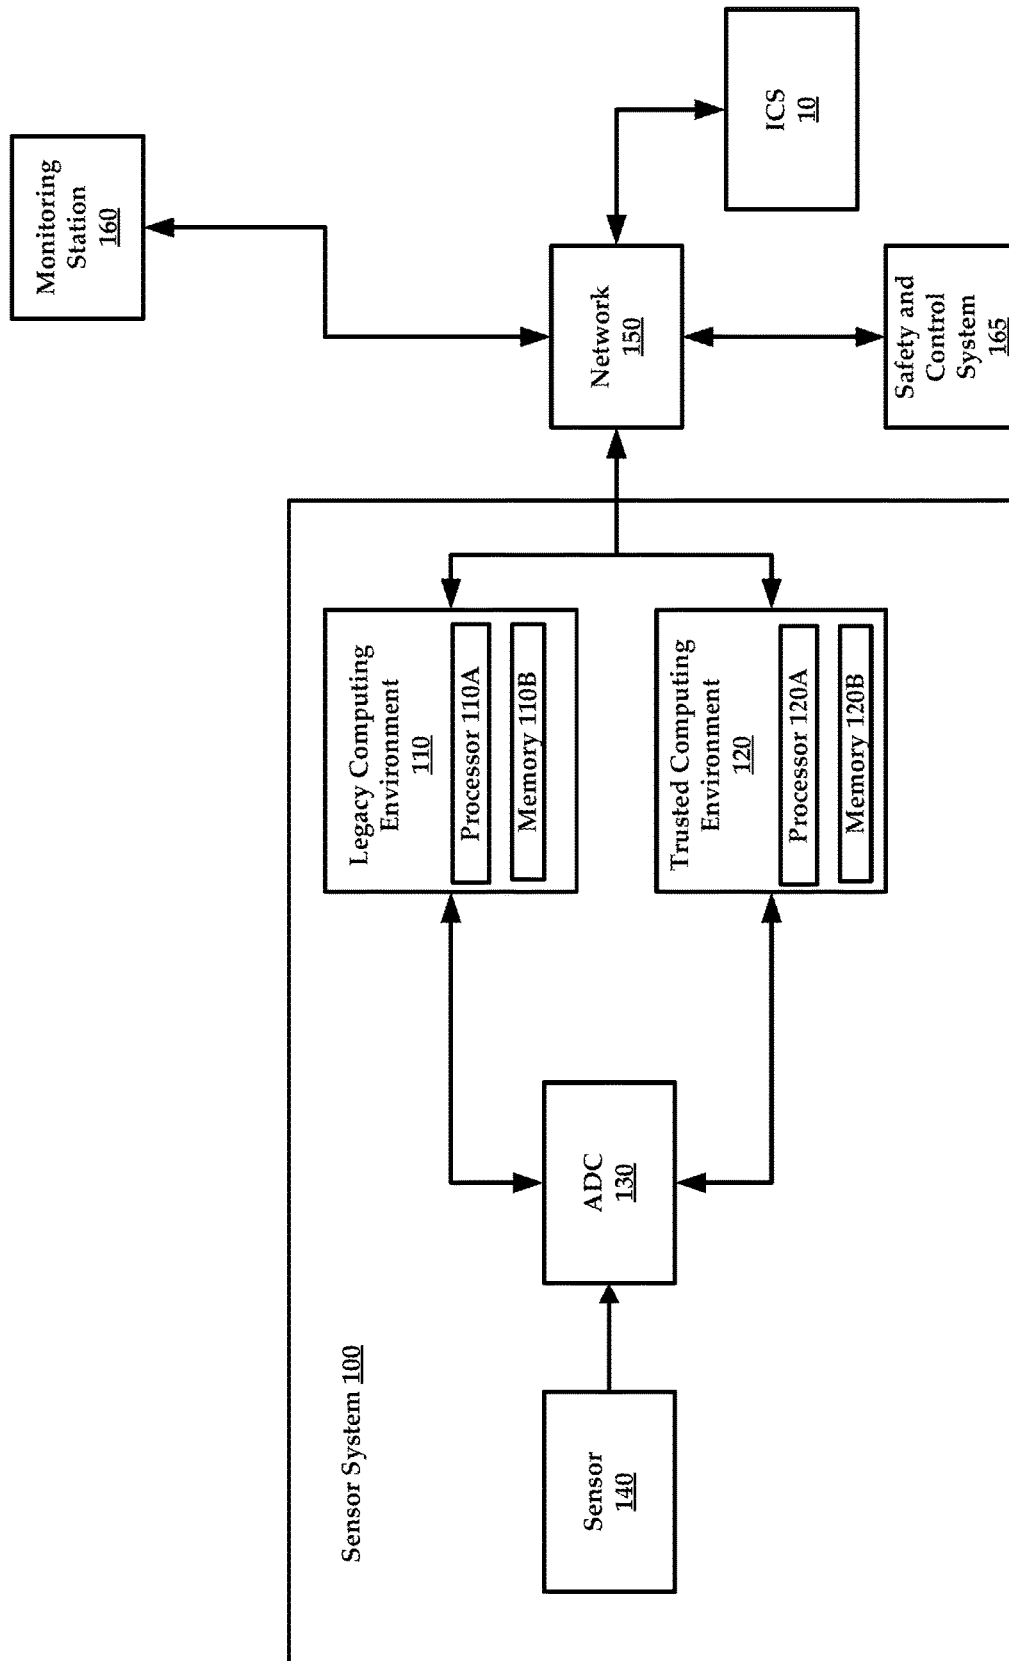 Sensor System 100
Sensor
140
ADC
130
Legacy Computing
Environment
110
Processor 110A
Memory 110B
Trusted Computing
Environment
120
Processor 120A
Memory 120B
Monitoring
Station
160
Network
150
ICS
10
Safety and
Control
System
165